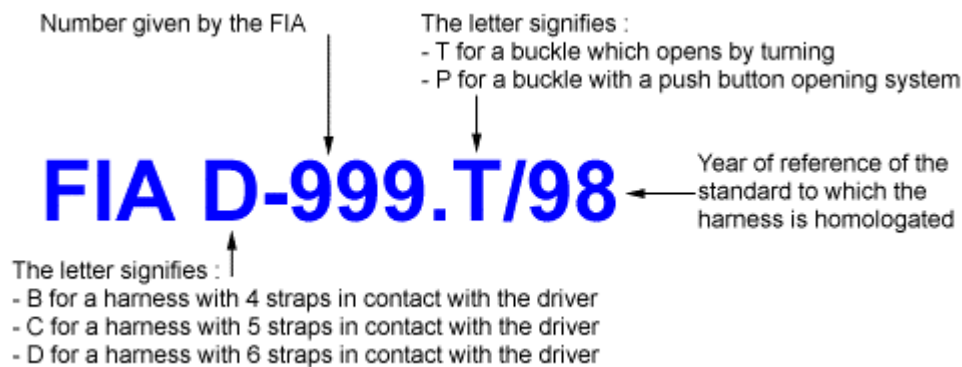 Number given by the FIA
The letter signifies :
- T for a buckle which opens by turning
- P for a buckle with a push button opening system
FIA D-999.T/98
Year of reference of the
standard to which the
harness is homologated
The letter signifies :
- B for a harness with 4 straps in contact with the driver
- C for a harness with 5 straps in contact with the driver
- D for a harness with 6 straps in contact with the driver